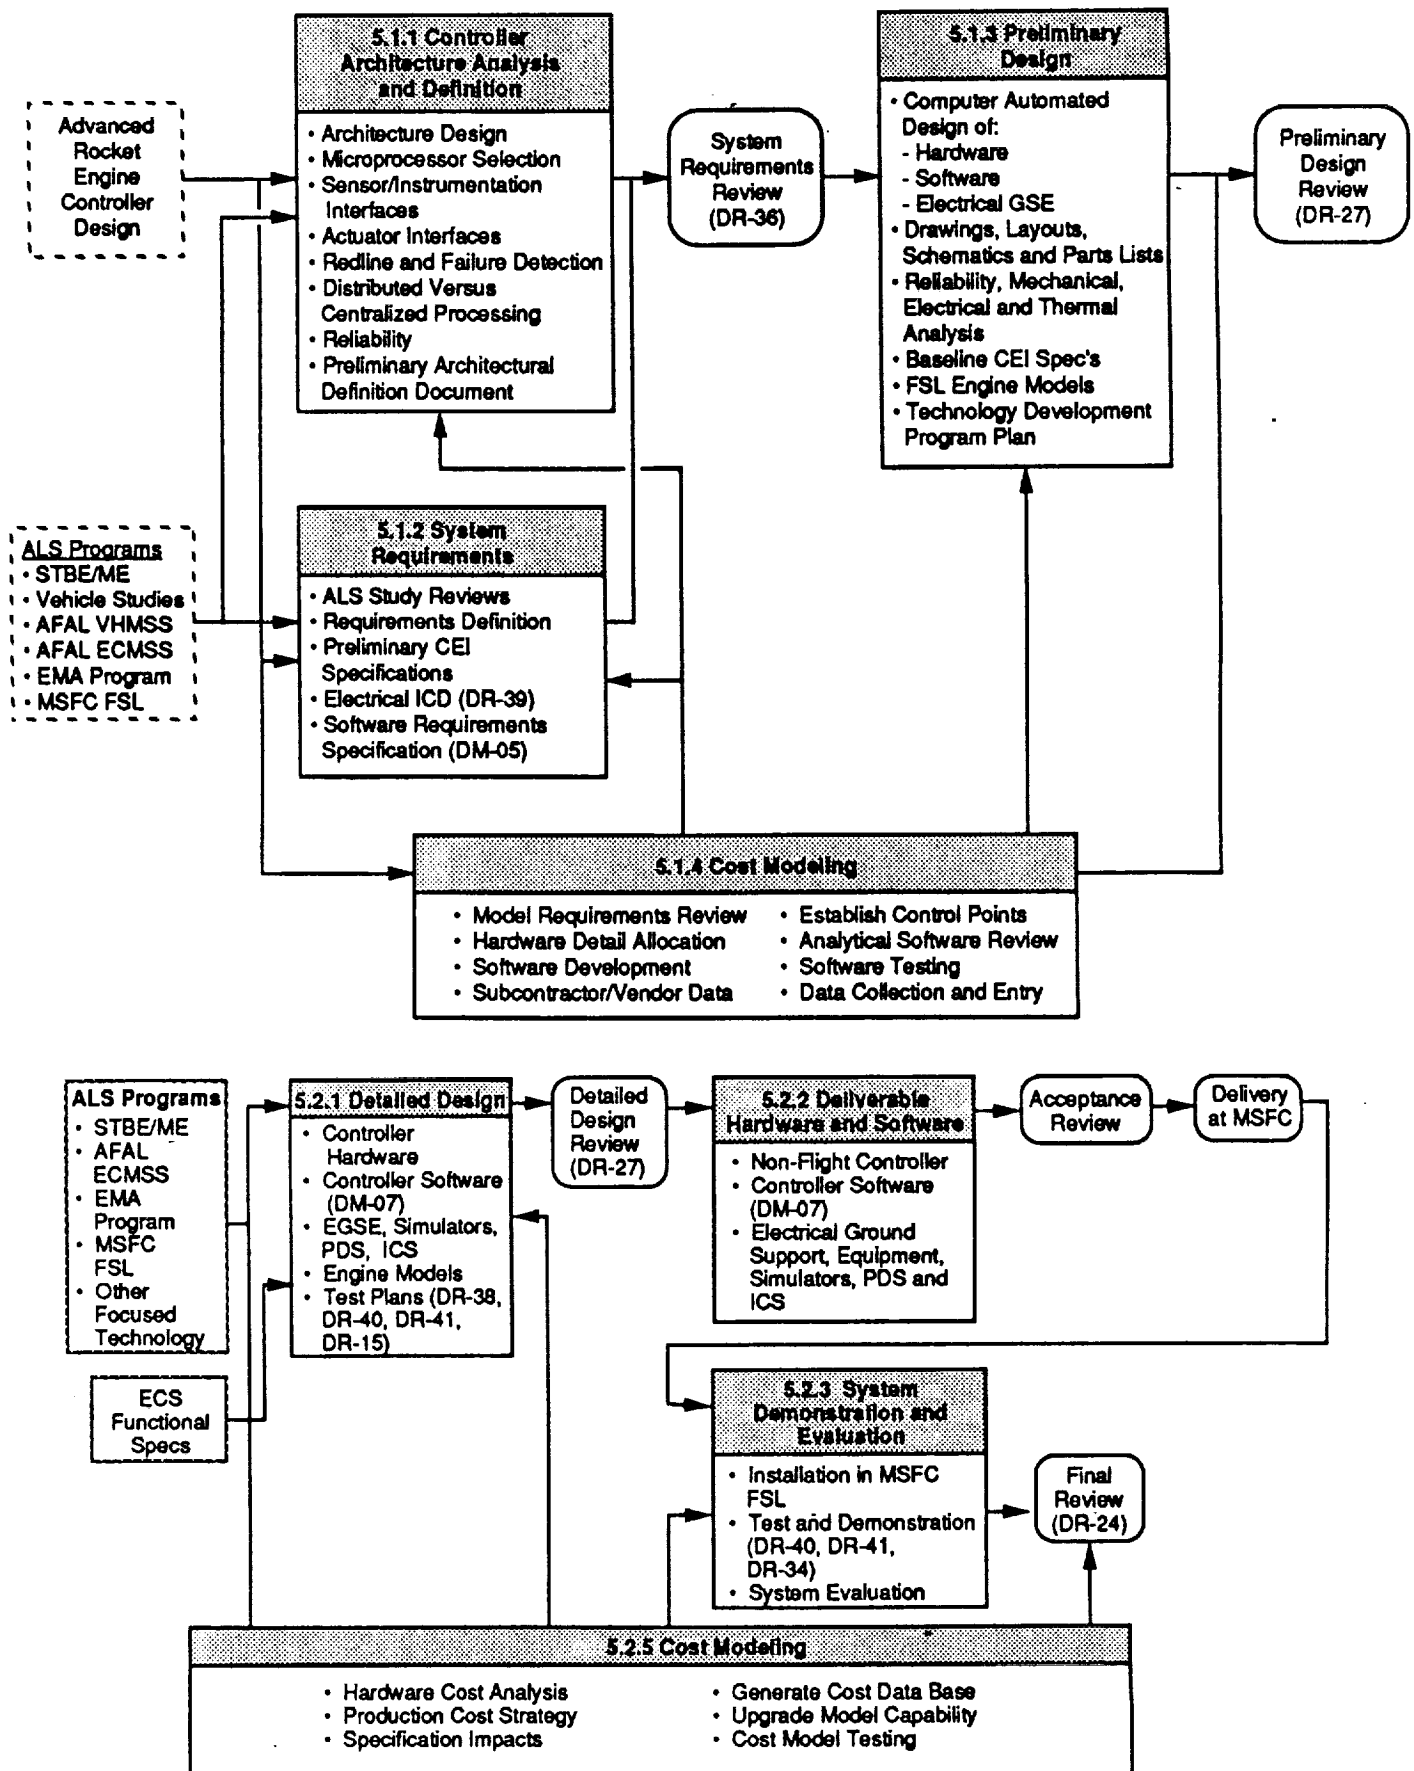 5.1.1 Controller
Architecture Analysis
and Definition
• Architecture Design
• Microprocessor Selection
• Sensor/Instrumentation
Interfaces
• Actuator Interfaces
• Redline and Failure Detection
• Distributed Versus
Centralized Processing
• Reliability
• Preliminary Architectural
Definition Document
Advanced
Rocket
Engine
Controller
Design
System
Requirements
Review
(DR-36)
5.1.3 Preliminary
Design
• Computer Automated
Design of:
- Hardware
- Software
- Electrical GSE
• Drawings, Layouts,
Schematics and Parts Lists
• Reliability, Mechanical,
Electrical and Thermal
Analysis
• Baseline CEI Spec's
• FSL Engine Models
• Technology Development
Program Plan
Preliminary
Design
Review
(DR-27)
ALS Programs
• STBE/ME
• Vehicle Studies
• AFAL VHMSS
• AFAL ECMSS
• EMA Program
• MSFC FSL
5.1.2 System
Requirements
• ALS Study Reviews
• Requirements Definition
• Preliminary CEI
Specifications
• Electrical ICD (DR-39)
• Software Requirements
Specification (DM-05)
5.1.4 Cost Modeling
• Model Requirements Review
• Hardware Detail Allocation
• Software Development
• Subcontractor/Vendor Data
• Establish Control Points
• Analytical Software Review
• Software Testing
• Data Collection and Entry
ALS Programs
• STBE/ME
• AFAL
ECMSS
• EMA
Program
• MSFC
FSL
• Other
Focused
Technology
ECS
Functional
Specs
5.2.1 Detailed Design
• Controller
Hardware
• Controller Software
(DM-07)
• EGSE, Simulators,
PDS, ICS
• Engine Models
• Test Plans (DR-38,
DR-40, DR-41,
DR-15)
Detailed
Design
Review
(DR-27)
5.2.2 Deliverable
Hardware and Software
• Non-Flight Controller
• Controller Software
(DM-07)
• Electrical Ground
Support, Equipment,
Simulators, PDS and
ICS
Acceptance
Review
Delivery
at MSFC
5.2.3 System
Demonstration and
Evaluation
• Installation in MSFC
FSL
• Test and Demonstration
(DR-40, DR-41,
DR-34)
• System Evaluation
Final
Review
(DR-24)
5.2.5 Cost Modeling
• Hardware Cost Analysis
• Production Cost Strategy
• Specification Impacts
• Generate Cost Data Base
• Upgrade Model Capability
• Cost Model Testing